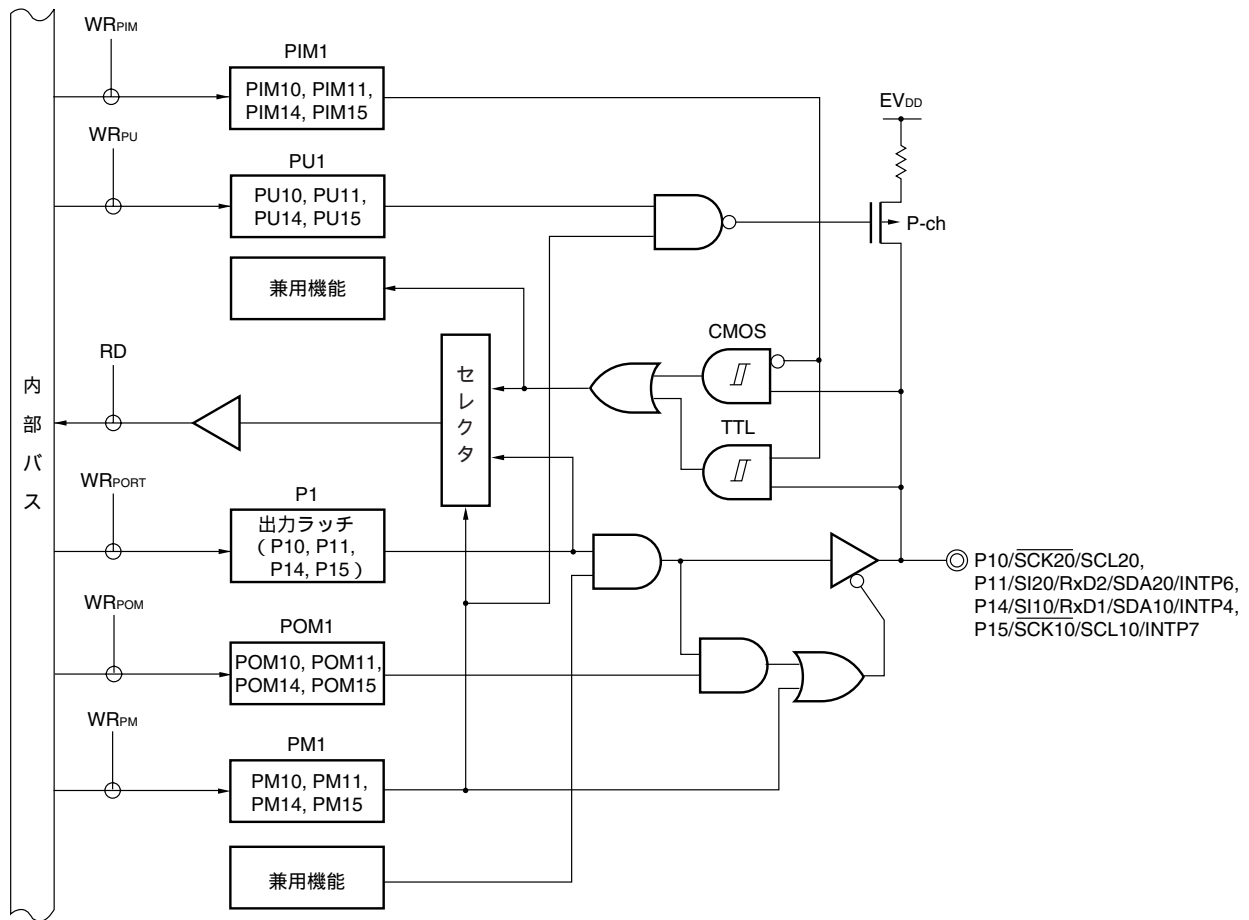 WRPIM
PIM1
PIM10, PIM11,
PIM14, PIM15
EVDD
WRPU
PU1
PU10, PU11,
PU14, PU15
P-ch
兼用機能
CMOS
RD
セレクタ
内部バス
TTL
WRPORT
P1
出力ラッチ
（P10, P11,
P14, P15）
P10/SCK20/SCL20,
P11/SI20/RxD2/SDA20/INTP6,
P14/SI10/RxD1/SDA10/INTP4,
P15/SCK10/SCL10/INTP7
WRPOM
POM1
POM10, POM11,
POM14, POM15
WRPM
PM1
PM10, PM11,
PM14, PM15
兼用機能